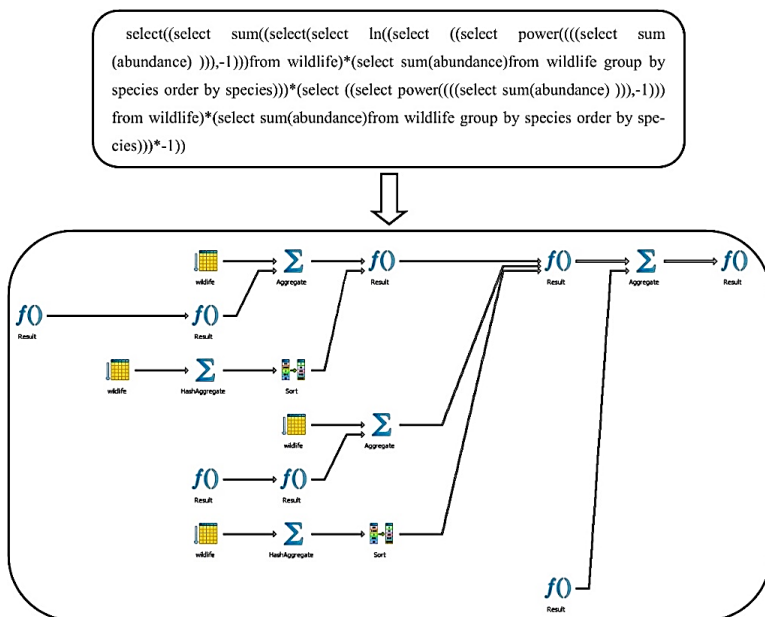 select((select sum((select(select ln((select ((select power((((select sum
(abundance) ))),-1)))from wildlife)*(select sum(abundance)from wildlife group by
species order by species)))*(select ((select power((((select sum(abundance) ))),-1)))
from wildlife)*(select sum(abundance)from wildlife group by species order by spe-
cies)))*-1))
wildlife
Aggregate
f() Result
f() Result
f() Aggregate
f() Result
f() Result
f() Result
wildlife
HashAggregate
Sort
wildlife
Aggregate
f() Result
f() Result
wildlife
HashAggregate
Sort
f() Result